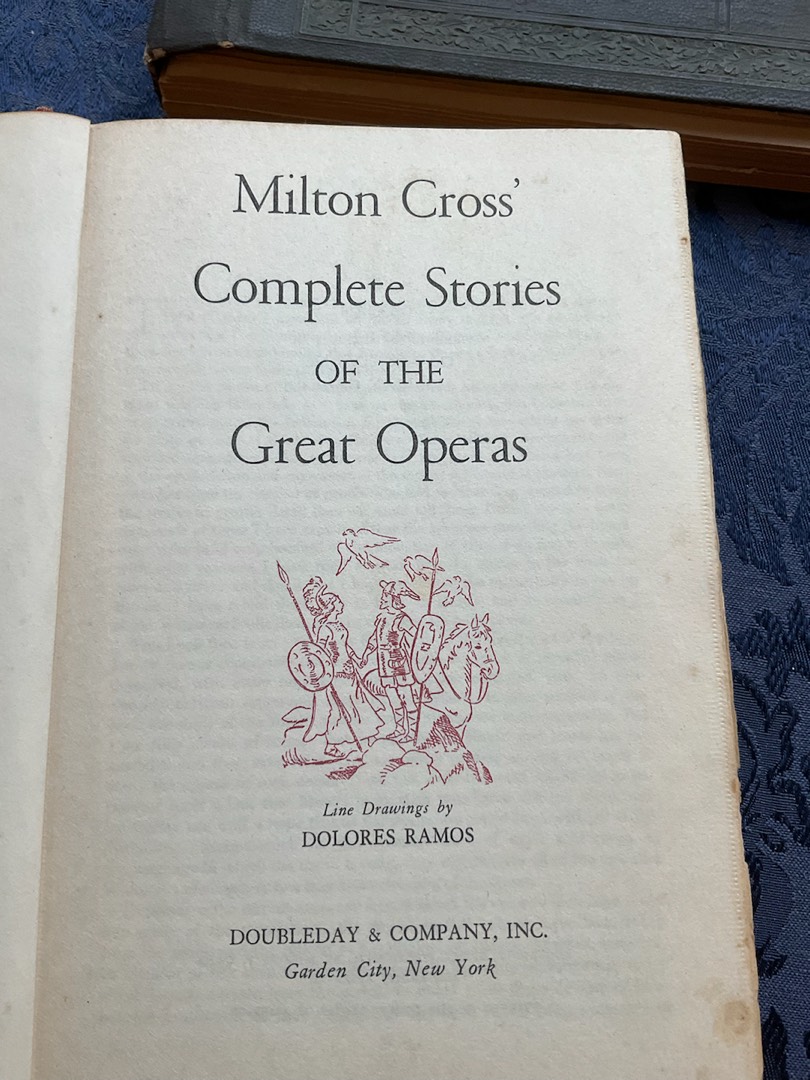 Milton Cross'
Complete Stories
OF THE
Great Operas
Line Drawings by
DOLORES RAMOS
DOUBLEDAY & COMPANY, INC.
Garden City, New York